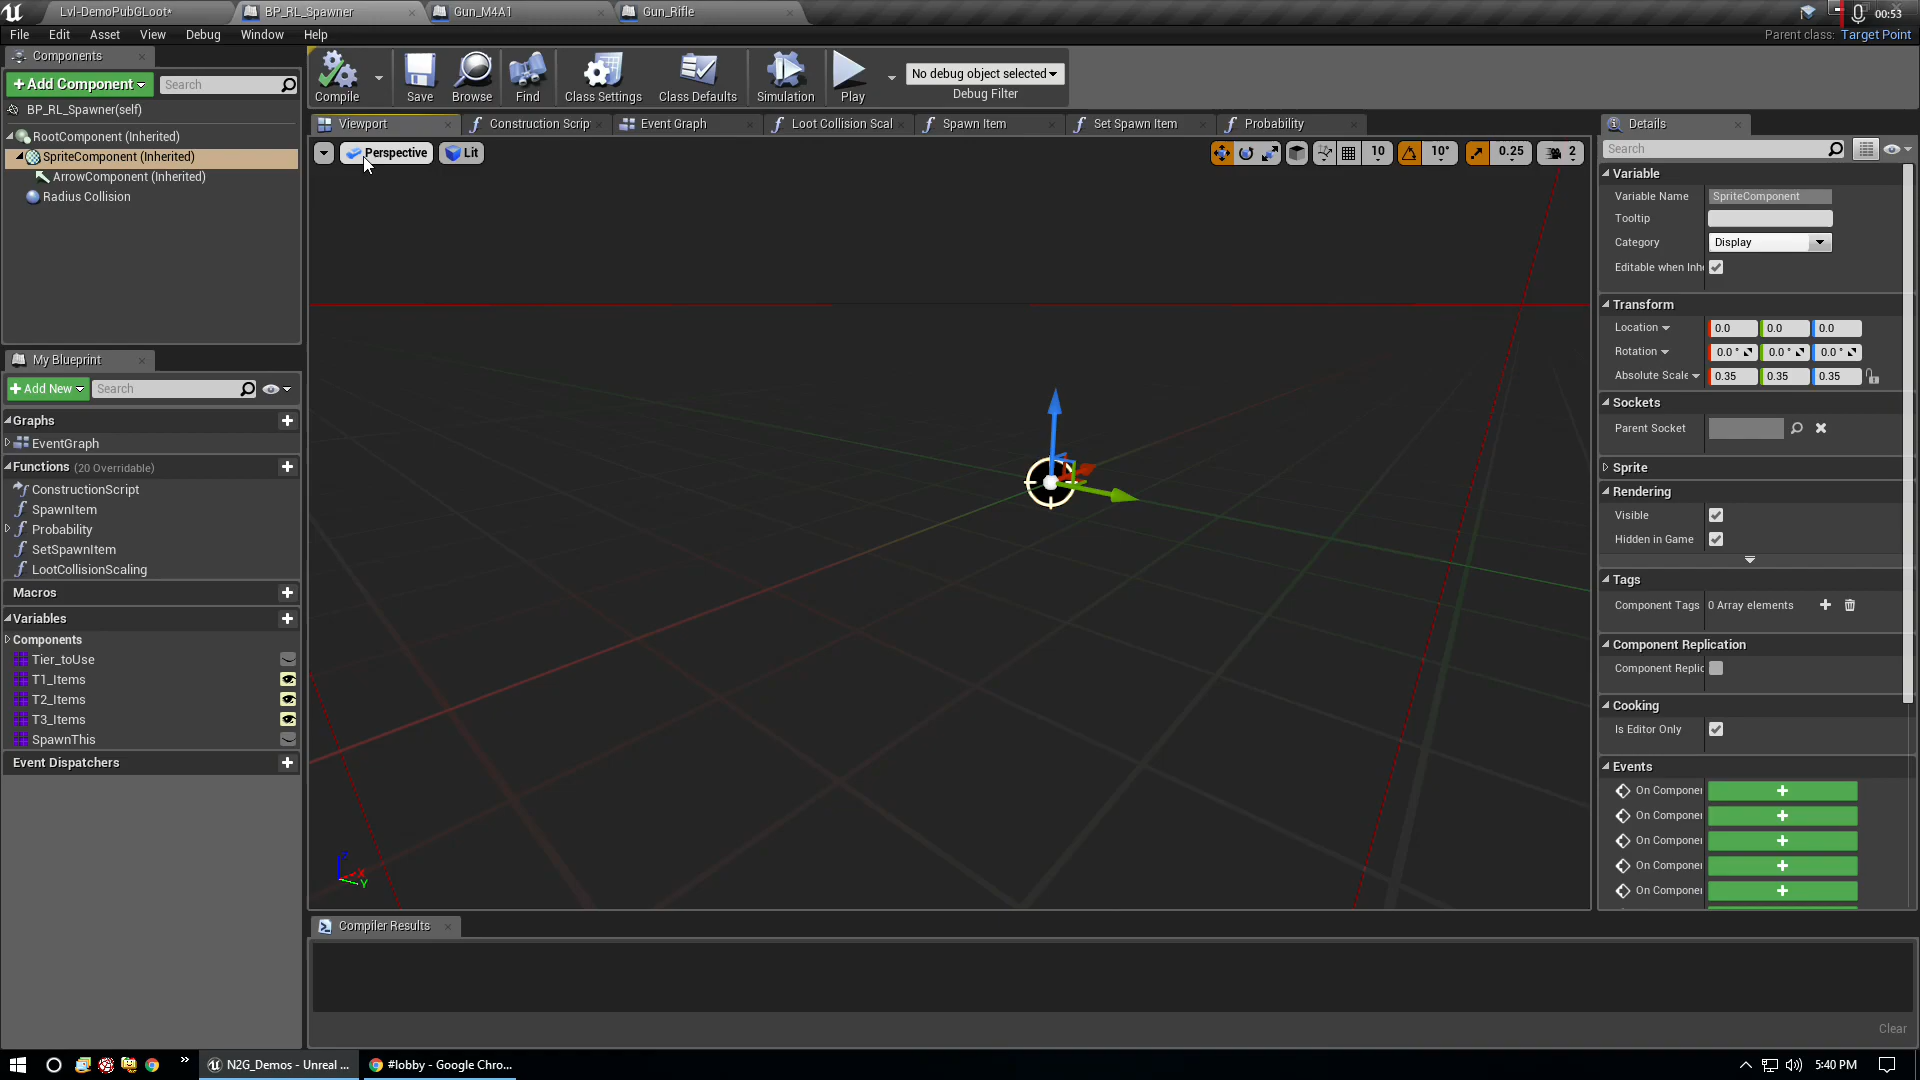 Lvl-DemoPubGLoot*
BP_RL_Spawner
Gun_M4A1
Gun_Rifle
00:53
File Edit Asset View Debug Window Help
Parent class: Target Point
Components
+ Add Component
Search
BP_RL_Spawner(self)
RootComponent (Inherited)
SpriteComponent (Inherited)
ArrowComponent (Inherited)
Radius Collision
Compile
Save
Browse
Find
Class Settings
Class Defaults
Simulation
Play
No debug object selected
Debug Filter
Viewport
Construction Scrip
Event Graph
Loot Collision Scal
Spawn Item
Set Spawn Item
Probability
Perspective
Lit
10
10°
0.25
2
My Blueprint
+ Add New
Search
Graphs
EventGraph
Functions (20 Overridable)
ConstructionScript
SpawnItem
Probability
SetSpawnItem
LootCollisionScaling
Macros
Variables
Components
Tier_toUse
T1_Items
T2_Items
T3_Items
SpawnThis
Event Dispatchers
Z
X
Y
Compiler Results
Clear
Details
Search
Variable
Variable Name SpriteComponent
Tooltip
Category Display
Editable when Inhe
Transform
Location 0.0 0.0 0.0
Rotation 0.0 ° 0.0 ° 0.0 °
Absolute Scale 0.35 0.35 0.35
Sockets
Parent Socket
Sprite
Rendering
Visible
Hidden in Game
Tags
Component Tags 0 Array elements
Component Replication
Component Replic
Cooking
Is Editor Only
Events
On Componer
On Componer
On Componer
On Componer
On Componer
N2G_Demos - Unreal ...
#lobby - Google Chro...
5:40 PM